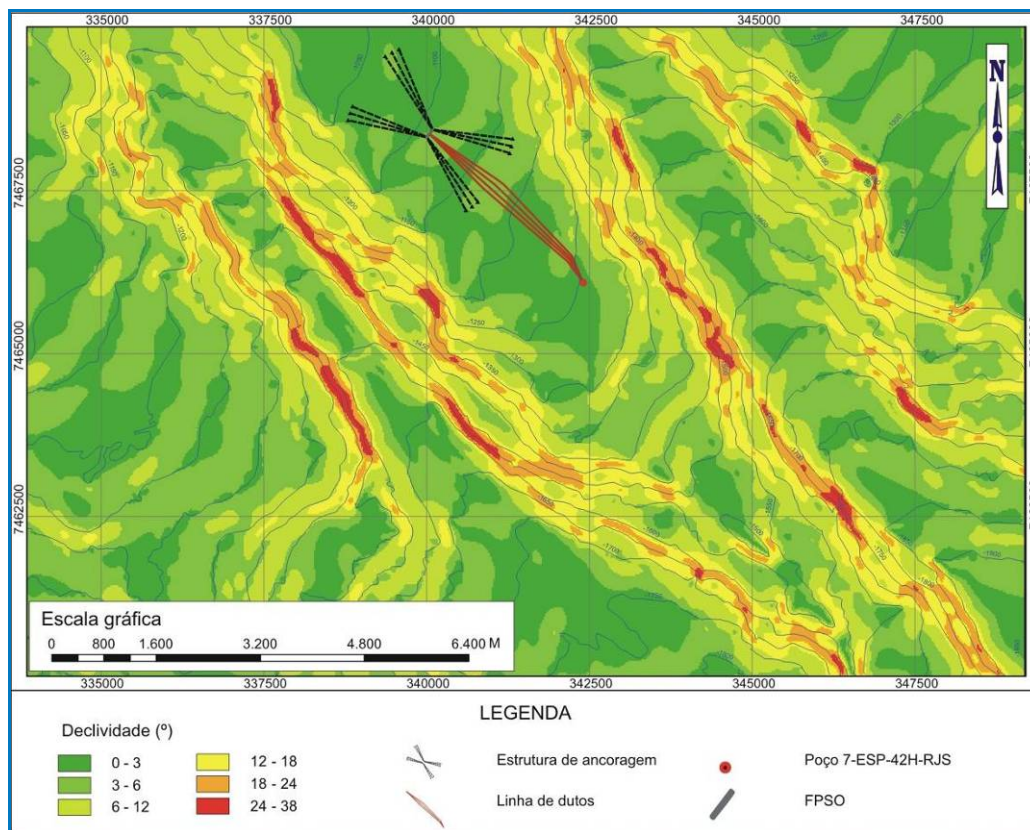 335000 337500 340000 342500 345000 347500
N
7467500
7465000
7462500
Escala gráfica
0 800 1.600 3.200 4.800 6.400 M
335000 337500 340000 342500 345000 347500
LEGENDA
Declividade (º)
0 - 3
3 - 6
6 - 12
12 - 18
18 - 24
24 - 38
Estrutura de ancoragem
Linha de dutos
Poço 7-ESP-42H-RJS
FPSO